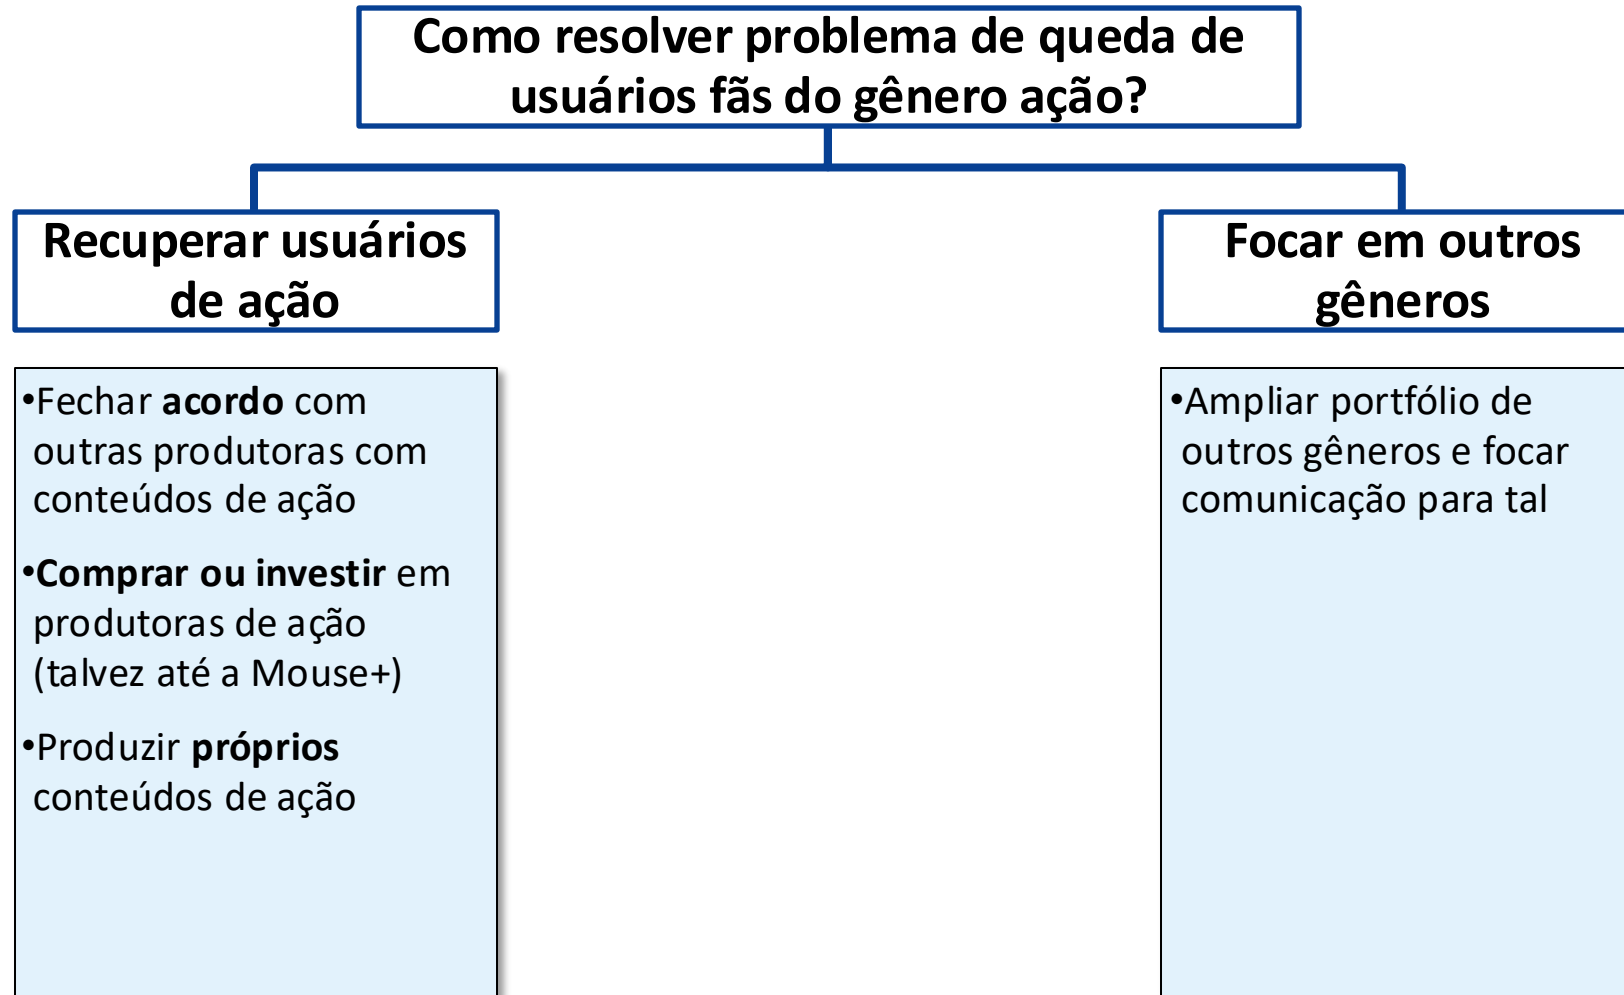 Como resolver problema de queda de
usuários fãs do gênero ação?
Recuperar usuários
de ação
•Fechar acordo com
outras produtoras com
conteúdos de ação
•Comprar ou investir em
produtoras de ação
(talvez até a Mouse+)
•Produzir próprios
conteúdos de ação
Focar em outros
gêneros
•Ampliar portfólio de
outros gêneros e focar
comunicação para tal